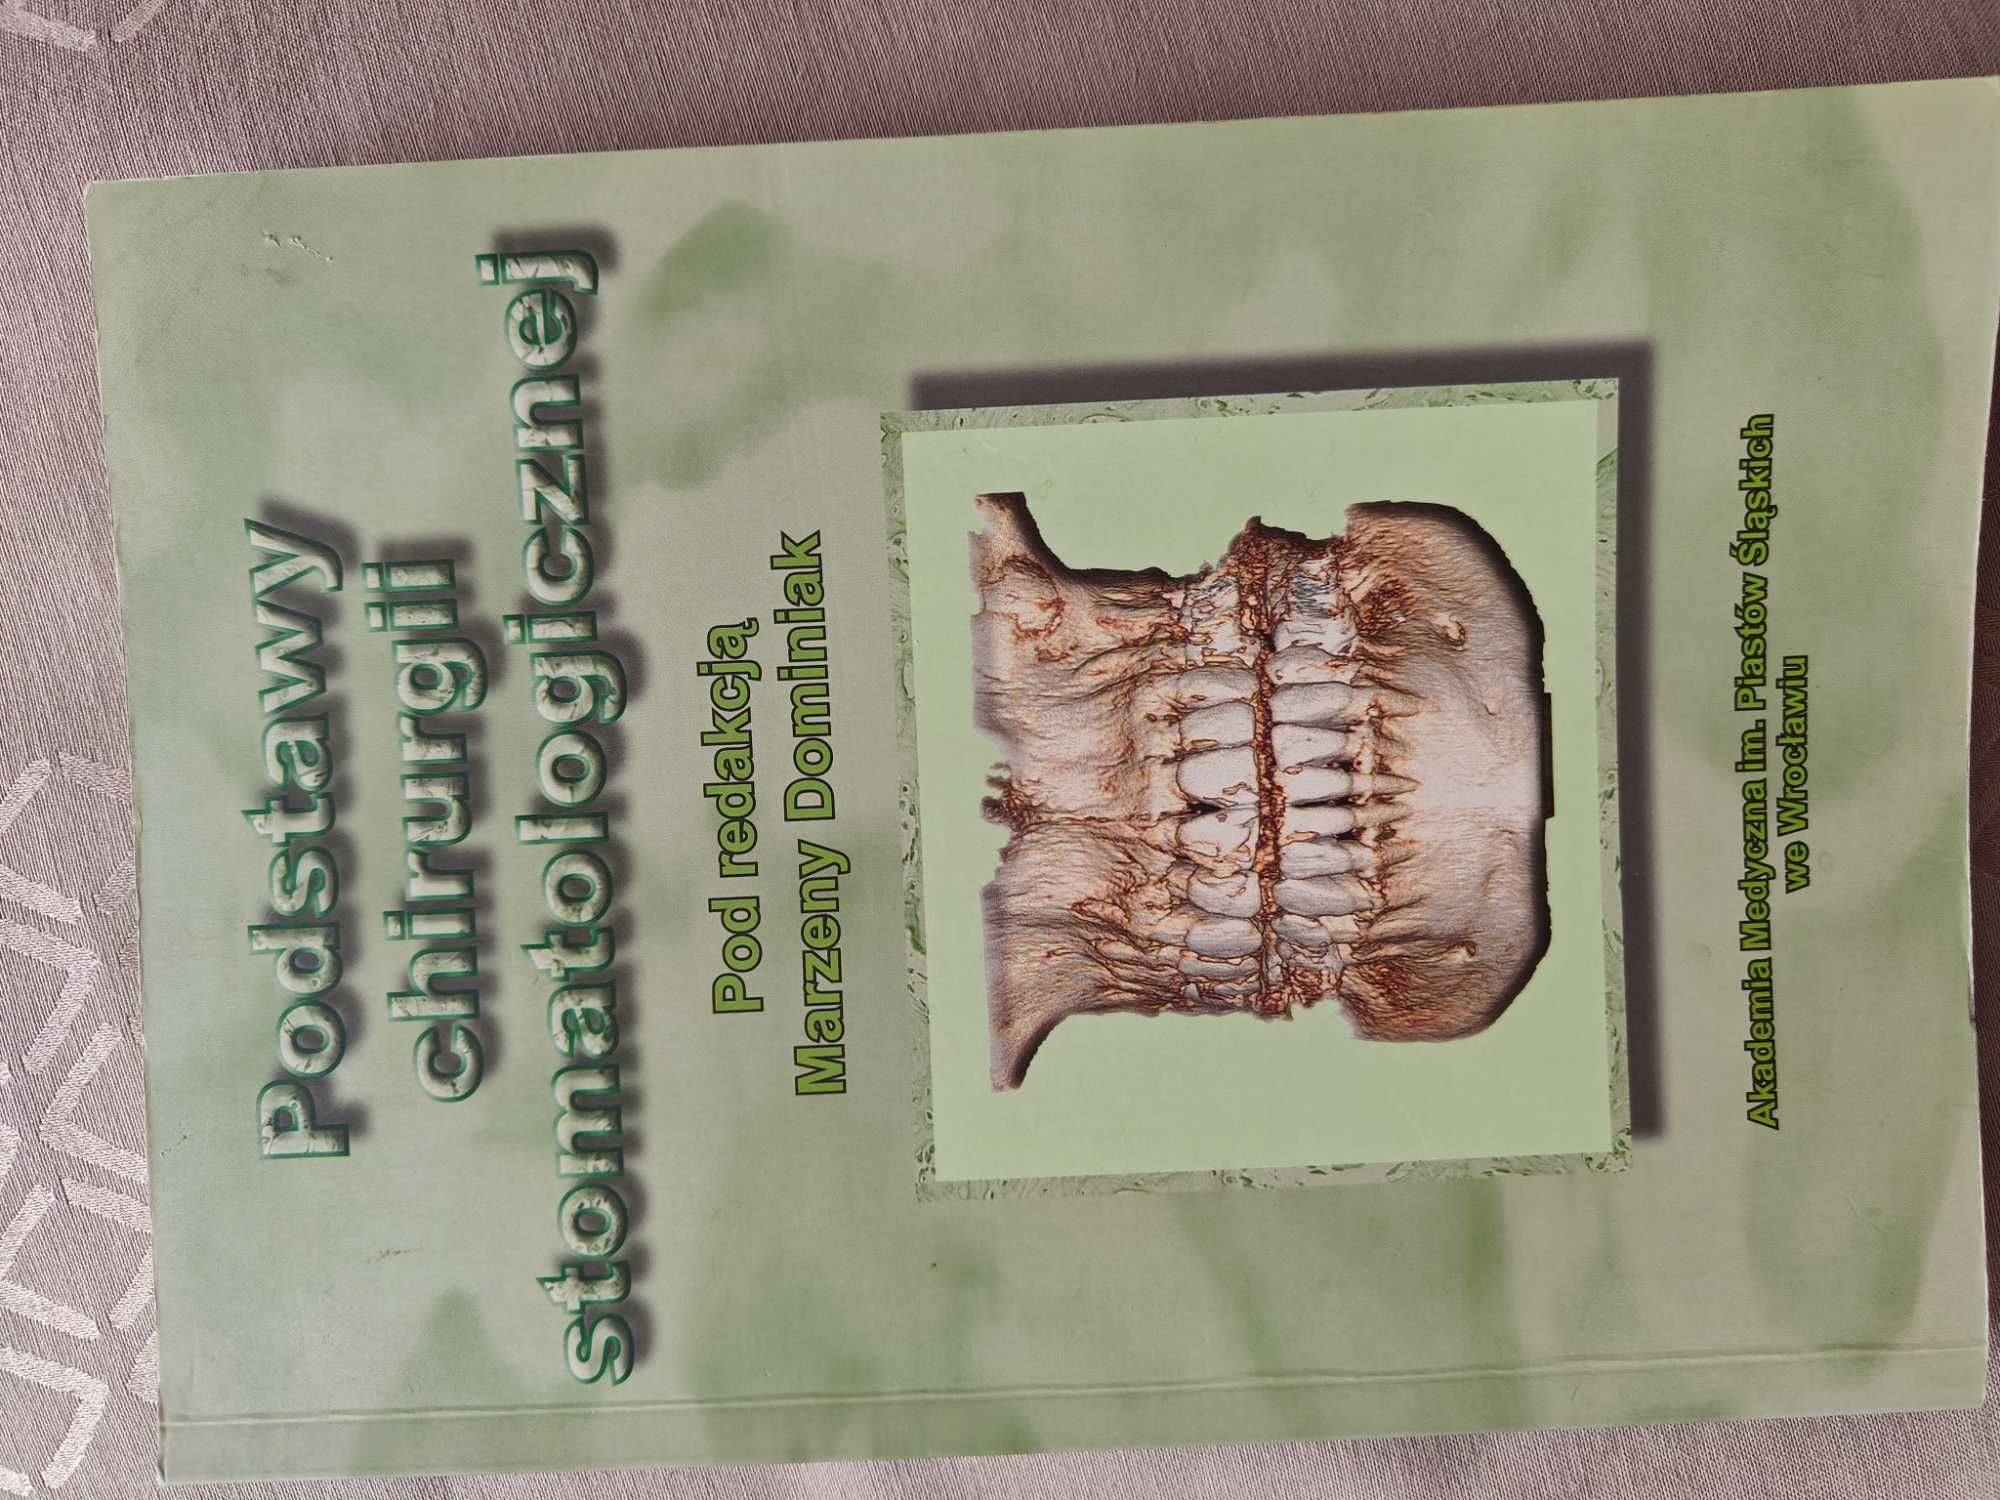 Podstawy
chirurgii
stomatologicznej
Pod redakcją
Marzeny Dominiak
Akademia Medyczna im. Piastów Śląskich
we Wrocławiu